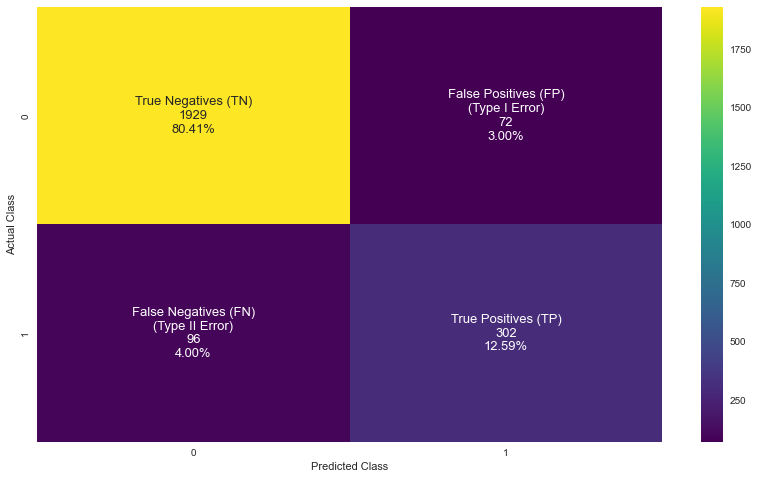 True Negatives (TN)
1929
80.41%
False Positives (FP)
(Type I Error)
72
3.00%
False Negatives (FN)
(Type II Error)
96
4.00%
True Positives (TP)
302
12.59%
0
1
Actual Class
0
1
Predicted Class
1750
1500
1250
1000
750
500
250